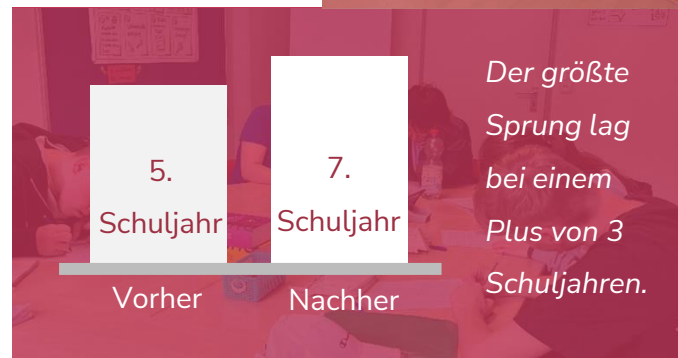 5.
Schuljahr
7.
Schuljahr
Vorher
Nachher
Der größte
Sprung lag
bei einem
Plus von 3
Schuljahren.